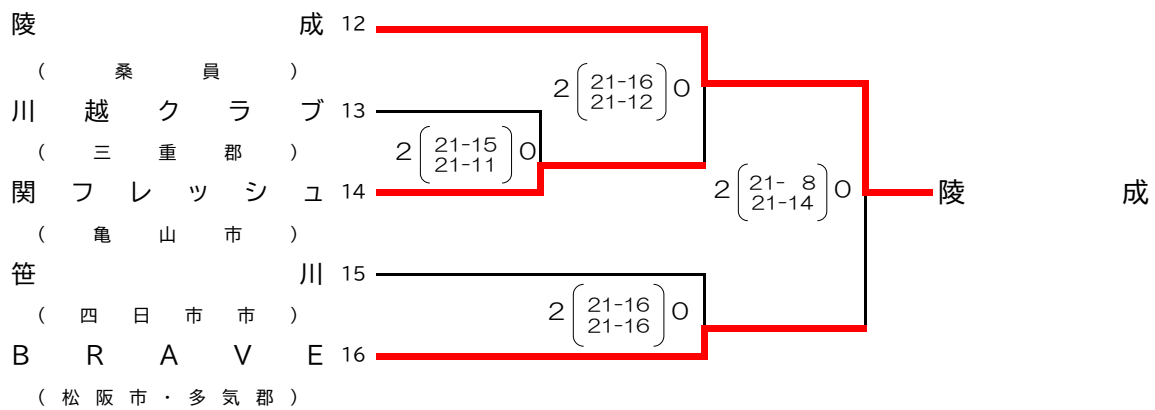 陵成 12
(桑員)
2 (21-16 21-12) 0
川越クラブ 13
(三重郡)
2 (21-15 21-11) 0
関フレッシュ 14
2 (21- 8 21-14) 0
陵成
(亀山市)
笹川 15
(四日市市)
2 (21-16 21-16) 0
BRAVE 16
(松阪市・多気郡)